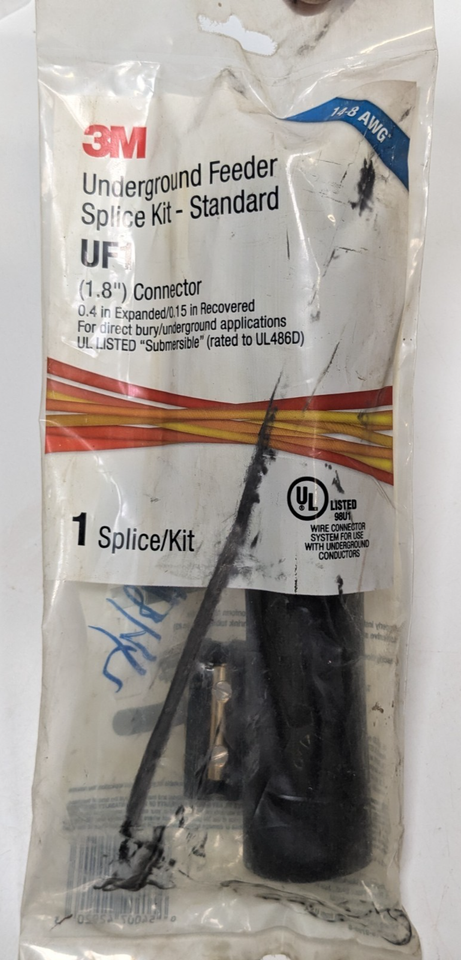 14-8 AWG*
3M
Underground Feeder
Splice Kit - Standard
UF1
(1.8") Connector
0.4 in Expanded/0.15 in Recovered
For direct bury/underground applications
UL LISTED "Submersible" (rated to UL486D)
UL LISTED
98U1
WIRE CONNECTOR
SYSTEM FOR USE
WITH UNDERGROUND
CONDUCTORS
1 Splice/Kit